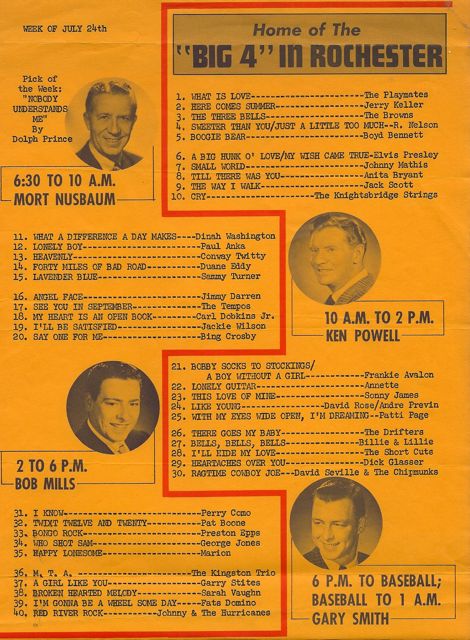 WEEK OF JULY 24th
Home of The
"BIG 4" IN ROCHESTER
Pick of
the Week:
"NOBODY
UNDERSTANDS
ME"
By
Dolph Prince
6:30 TO 10 A.M.
MORT NUSBAUM
1. WHAT IS LOVE----The Playmates
2. HERE COMES SUMMER----Jerry Keller
3. THE THREE BELLS----The Browns
4. SWEETER THAN YOU/JUST A LITTLE TOO MUCH--R. Nelson
5. BOOGIE BEAR----Boyd Bennett
6. A BIG HUNK O' LOVE/MY WISH CAME TRUE-Elvis Presley
7. SMALL WORLD----Johnny Mathis
8. TILL THERE WAS YOU----Anita Bryant
9. THE WAY I WALK----Jack Scott
10. CRY----The Knightsbridge Strings
11. WHAT A DIFFERENCE A DAY MAKES----Dinah Washington
12. LONELY BOY----Paul Anka
13. HEAVENLY----Conway Twitty
14. FORTY MILES OF BAD ROAD----Duane Eddy
15. LAVENDER BLUE----Sammy Turner
16. ANGEL FACE----Jimmy Darren
17. SEE YOU IN SEPTEMBER----The Tempos
18. MY HEART IS AN OPEN BOOK----Carl Dobkins Jr.
19. I'LL BE SATISFIED----Jackie Wilson
20. SAY ONE FOR ME----Bing Crosby
10 A.M. TO 2 P.M.
KEN POWELL
21. BOBBY SOCKS TO STOCKINGS/
A BOY WITHOUT A GIRL----Frankie Avalon
22. LONELY GUITAR----Annette
23. THIS LOVE OF MINE----Sonny James
24. LIKE YOUNG----David Rose/Andre Previn
25. WITH MY EYES WIDE OPEN, I'M DREAMING--Patti Page
26. THERE GOES MY BABY----The Drifters
27. BELLS, BELLS, BELLS----Billie & Lillie
28. I'LL HIDE MY LOVE----The Short Cuts
29. HEARTACHES OVER YOU----Dick Glasser
30. RAGTIME COWBOY JOE---David Seville & The Chipmunks
2 TO 6 P.M.
BOB MILLS
31. I KNOW----Perry Como
32. TWIXT TWELVE AND TWENTY----Pat Boone
33. BONGO ROCK----Preston Epps
34. WHO SHOT SAM----George Jones
35. HAPPY LONESOME----Marion
36. M. T. A.----The Kingston Trio
37. A GIRL LIKE YOU----Garry Stites
38. BROKEN HEARTED MELODY----Sarah Vaughn
39. I'M GONNA BE A WHEEL SOME DAY----Fats Domino
40. RED RIVER ROCK----Johnny & The Hurricanes
6 P.M. TO BASEBALL;
BASEBALL TO 1 A.M.
GARY SMITH